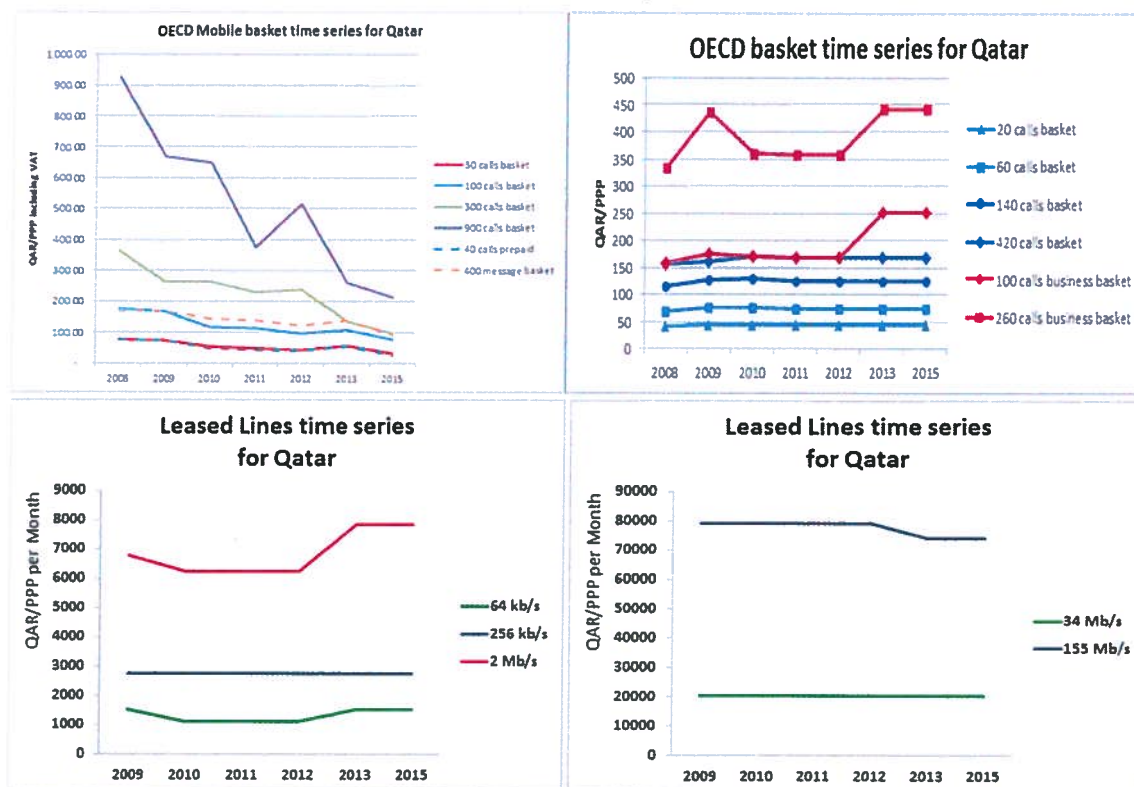 OECD Mobile basket time series for Qatar
QAR/PPP Including VAT
1 000 00
900 00
800 00
700 00
600 00
500 00
400 00
300 00
200 00
100 00
-
2008
2009
2010
2011
2012
2013
2015
50 calls basket
100 calls basket
300 calls basket
900 calls basket
40 calls prepaid
400 message basket
OECD basket time series for Qatar
QAR/PPP
500
450
400
350
300
250
200
150
100
50
0
2008
2009
2010
2011
2012
2013
2015
20 calls basket
60 calls basket
140 calls basket
420 calls basket
100 calls business basket
260 calls business basket
Leased Lines time series
for Qatar
QAR/PPP per Month
9000
8000
7000
6000
5000
4000
3000
2000
1000
0
2009
2010
2011
2012
2013
2015
64 kb/s
256 kb/s
2 Mb/s
Leased Lines time series
for Qatar
QAR/PPP per Month
90000
80000
70000
60000
50000
40000
30000
20000
10000
0
2009
2010
2011
2012
2013
2015
34 Mb/s
155 Mb/s